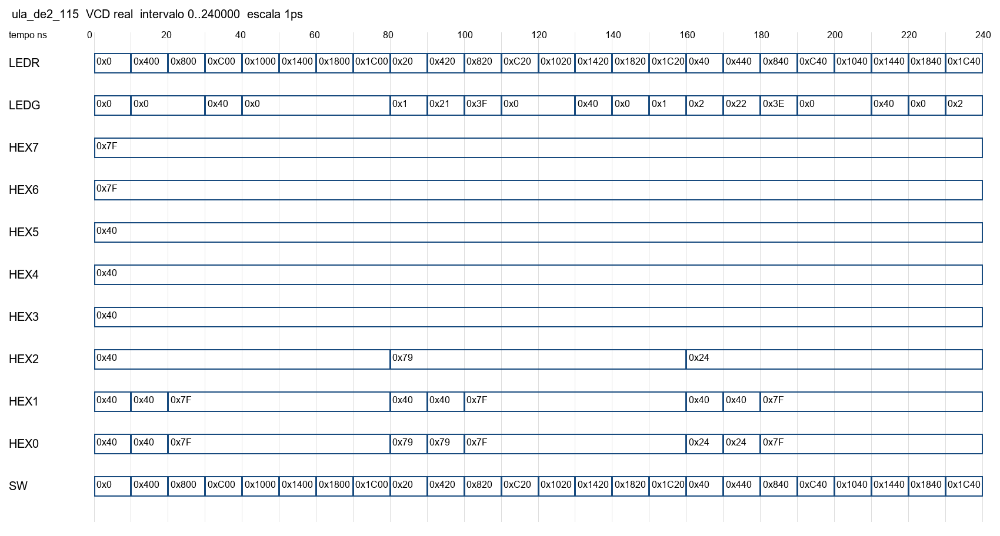 ula_de2_115 VCD real intervalo 0..240000 escala 1ps
tempo ns 0 20 40 60 80 100 120 140 160 180 200 220 240
LEDR 0x0 0x400 0x800 0xC00 0x1000 0x1400 0x1800 0x1C00 0x20 0x420 0x820 0xC20 0x1020 0x1420 0x1820 0x1C20 0x40 0x440 0x840 0xC40 0x1040 0x1440 0x1840 0x1C40
LEDG 0x0 0x0 0x40 0x0 0x1 0x21 0x3F 0x0 0x40 0x0 0x1 0x2 0x22 0x3E 0x0 0x40 0x0 0x2
HEX7 0x7F
HEX6 0x7F
HEX5 0x40
HEX4 0x40
HEX3 0x40
HEX2 0x40 0x79 0x24
HEX1 0x40 0x40 0x7F 0x40 0x40 0x7F 0x40 0x40 0x7F
HEX0 0x40 0x40 0x7F 0x79 0x79 0x7F 0x24 0x24 0x7F
SW 0x0 0x400 0x800 0xC00 0x1000 0x1400 0x1800 0x1C00 0x20 0x420 0x820 0xC20 0x1020 0x1420 0x1820 0x1C20 0x40 0x440 0x840 0xC40 0x1040 0x1440 0x1840 0x1C40